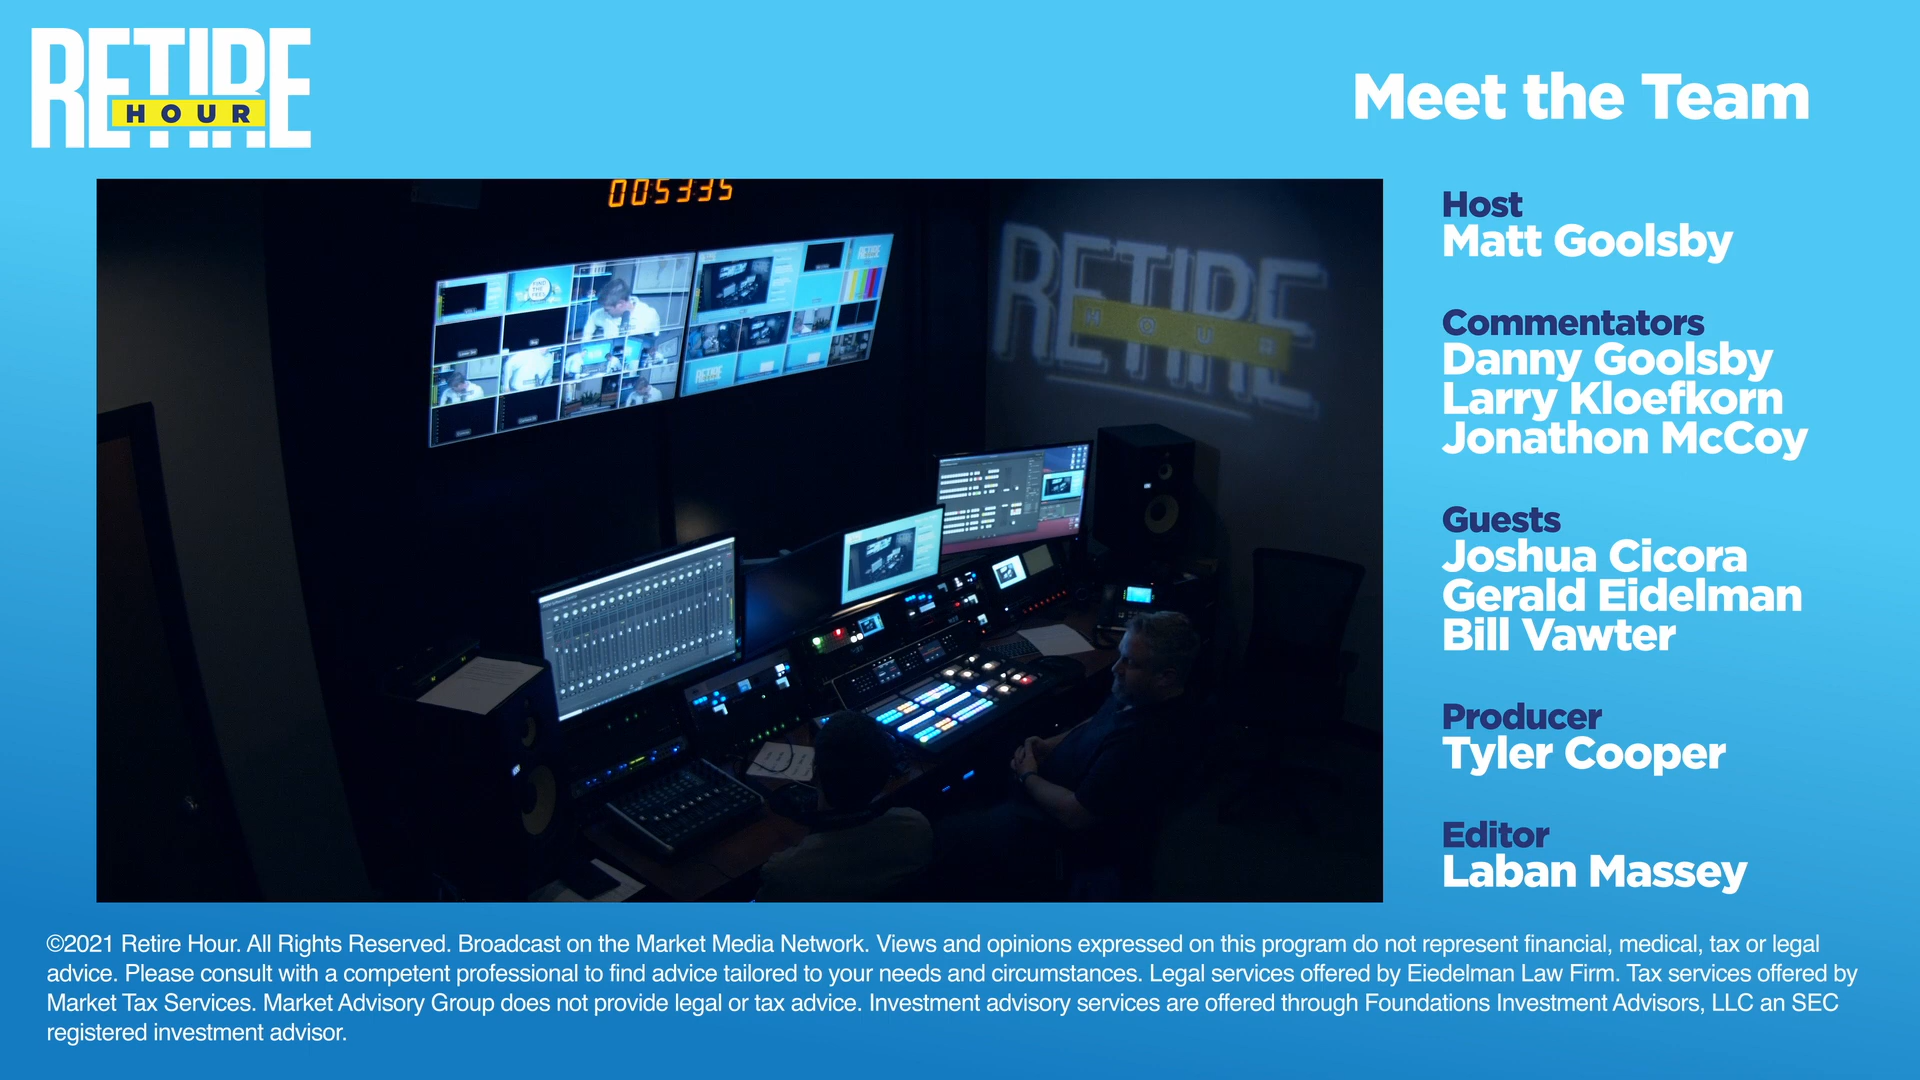 RETIRE
HOUR
Meet the Team
Host
Matt Goolsby
Commentators
Danny Goolsby
Larry Kloefkorn
Jonathon McCoy
Guests
Joshua Cicora
Gerald Eidelman
Bill Vawter
Producer
Tyler Cooper
Editor
Laban Massey
00:53:35
RETIRE
HOUR
©2021 Retire Hour. All Rights Reserved. Broadcast on the Market Media Network. Views and opinions expressed on this program do not represent financial, medical, tax or legal
advice. Please consult with a competent professional to find advice tailored to your needs and circumstances. Legal services offered by Eiedelman Law Firm. Tax services offered by
Market Tax Services. Market Advisory Group does not provide legal or tax advice. Investment advisory services are offered through Foundations Investment Advisors, LLC an SEC
registered investment advisor.